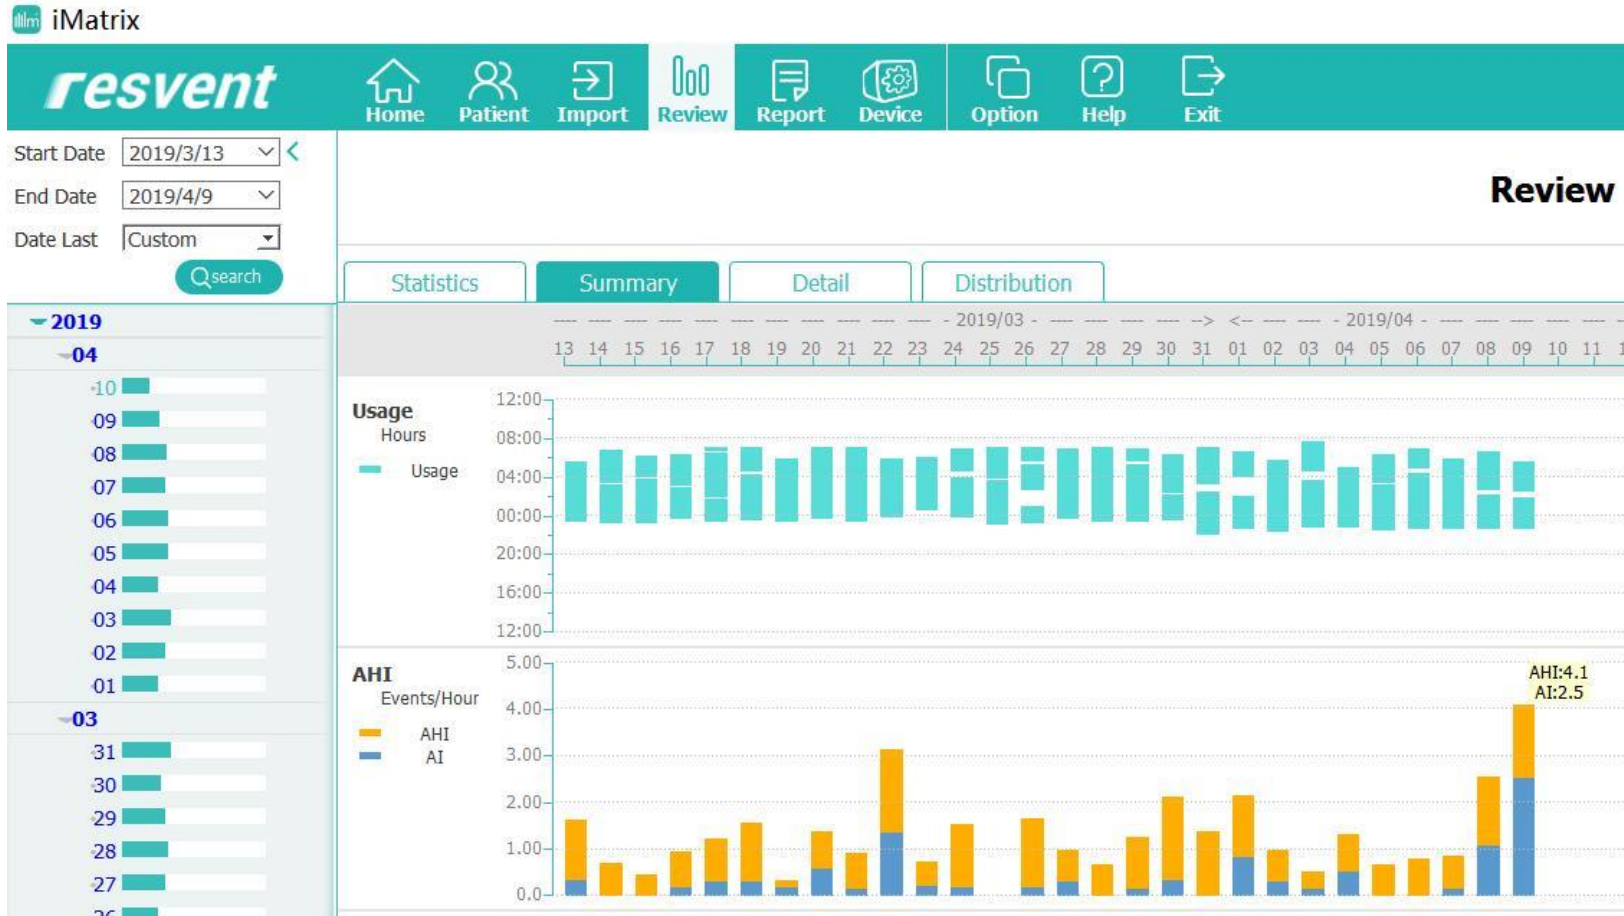 iMatrix
resvent
Home Patient Import Review Report Device Option Help Exit
Start Date 2019/3/13
End Date 2019/4/9
Date Last Custom
search
Review
Statistics Summary Detail Distribution
2019
04
10
09
08
07
06
05
04
03
02
01
03
31
30
29
28
27
26
---- ---- ---- ---- ---- ---- ---- ---- ---- ---- ---- - 2019/03 - ---- ---- ---- ---- --> <-- ---- ---- - 2019/04 - ---- ---- ---- ---- ----
13 14 15 16 17 18 19 20 21 22 23 24 25 26 27 28 29 30 31 01 02 03 04 05 06 07 08 09 10 11
Usage
Hours
Usage
12:00
08:00
04:00
00:00
20:00
16:00
12:00
AHI
Events/Hour
AHI
AI
5.00
4.00
3.00
2.00
1.00
0.0
AHI:4.1
AI:2.5